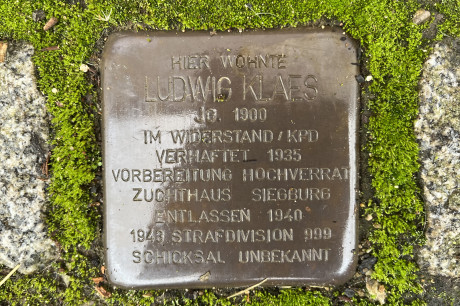 HIER WOHNTE
LUDWIG KLAES
JG. 1900
IM WIDERSTAND / KPD
VERHAFTET 1935
VORBEREITUNG HOCHVERRAT
ZUCHTHAUS SIEGBURG
ENTLASSEN 1940
1943 STRAFDIVISION 999
SCHICKSAL UNBEKANNT